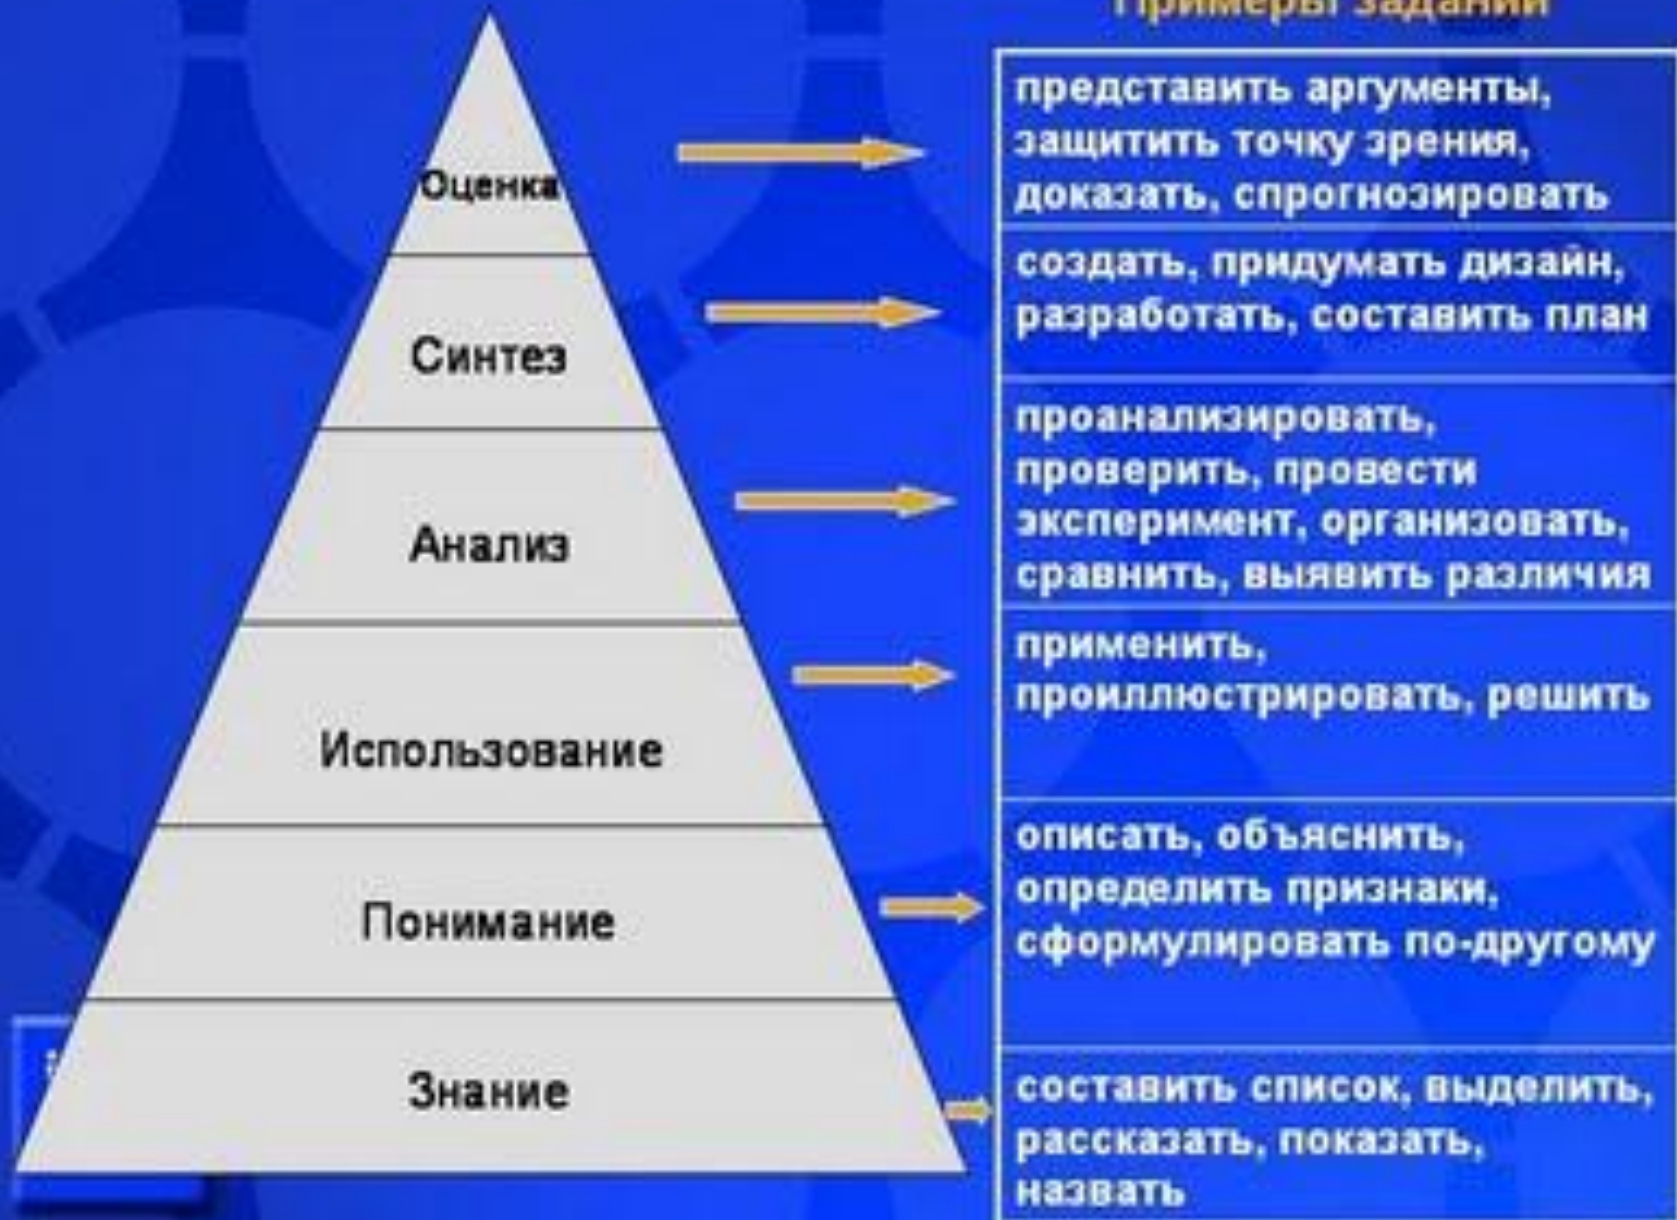 Примеры заданий
Оценка
Синтез
Анализ
Использование
Понимание
Знание
представить аргументы,
защитить точку зрения,
доказать, спрогнозировать
создать, придумать дизайн,
разработать, составить план
проанализировать,
проверить, провести
эксперимент, организовать,
сравнить, выявить различия
применить,
проиллюстрировать, решить
описать, объяснить,
определить признаки,
сформулировать по-другому
составить список, выделить,
рассказать, показать,
назвать